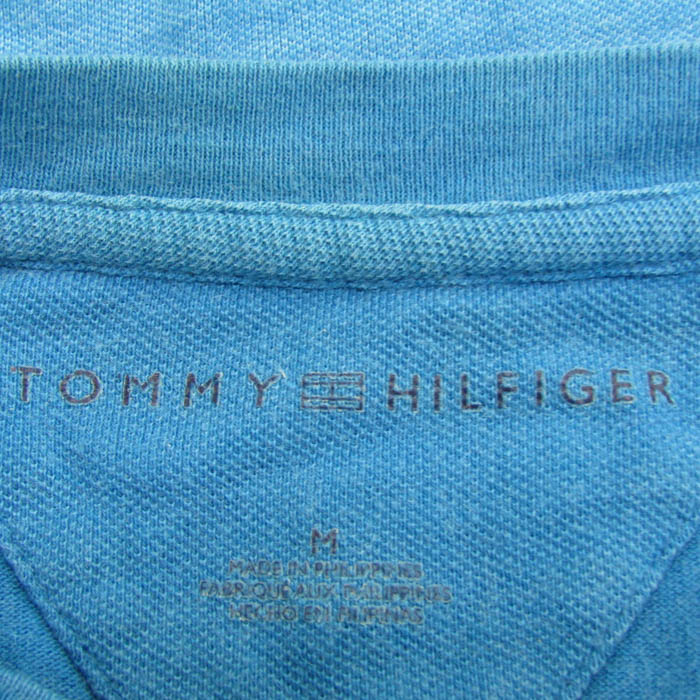 TOMMY HILFIGER
M
MADE IN PHILIPPINES
FABRIQUÉ AUX PHILIPPINES
HECHO EN FILIPINAS